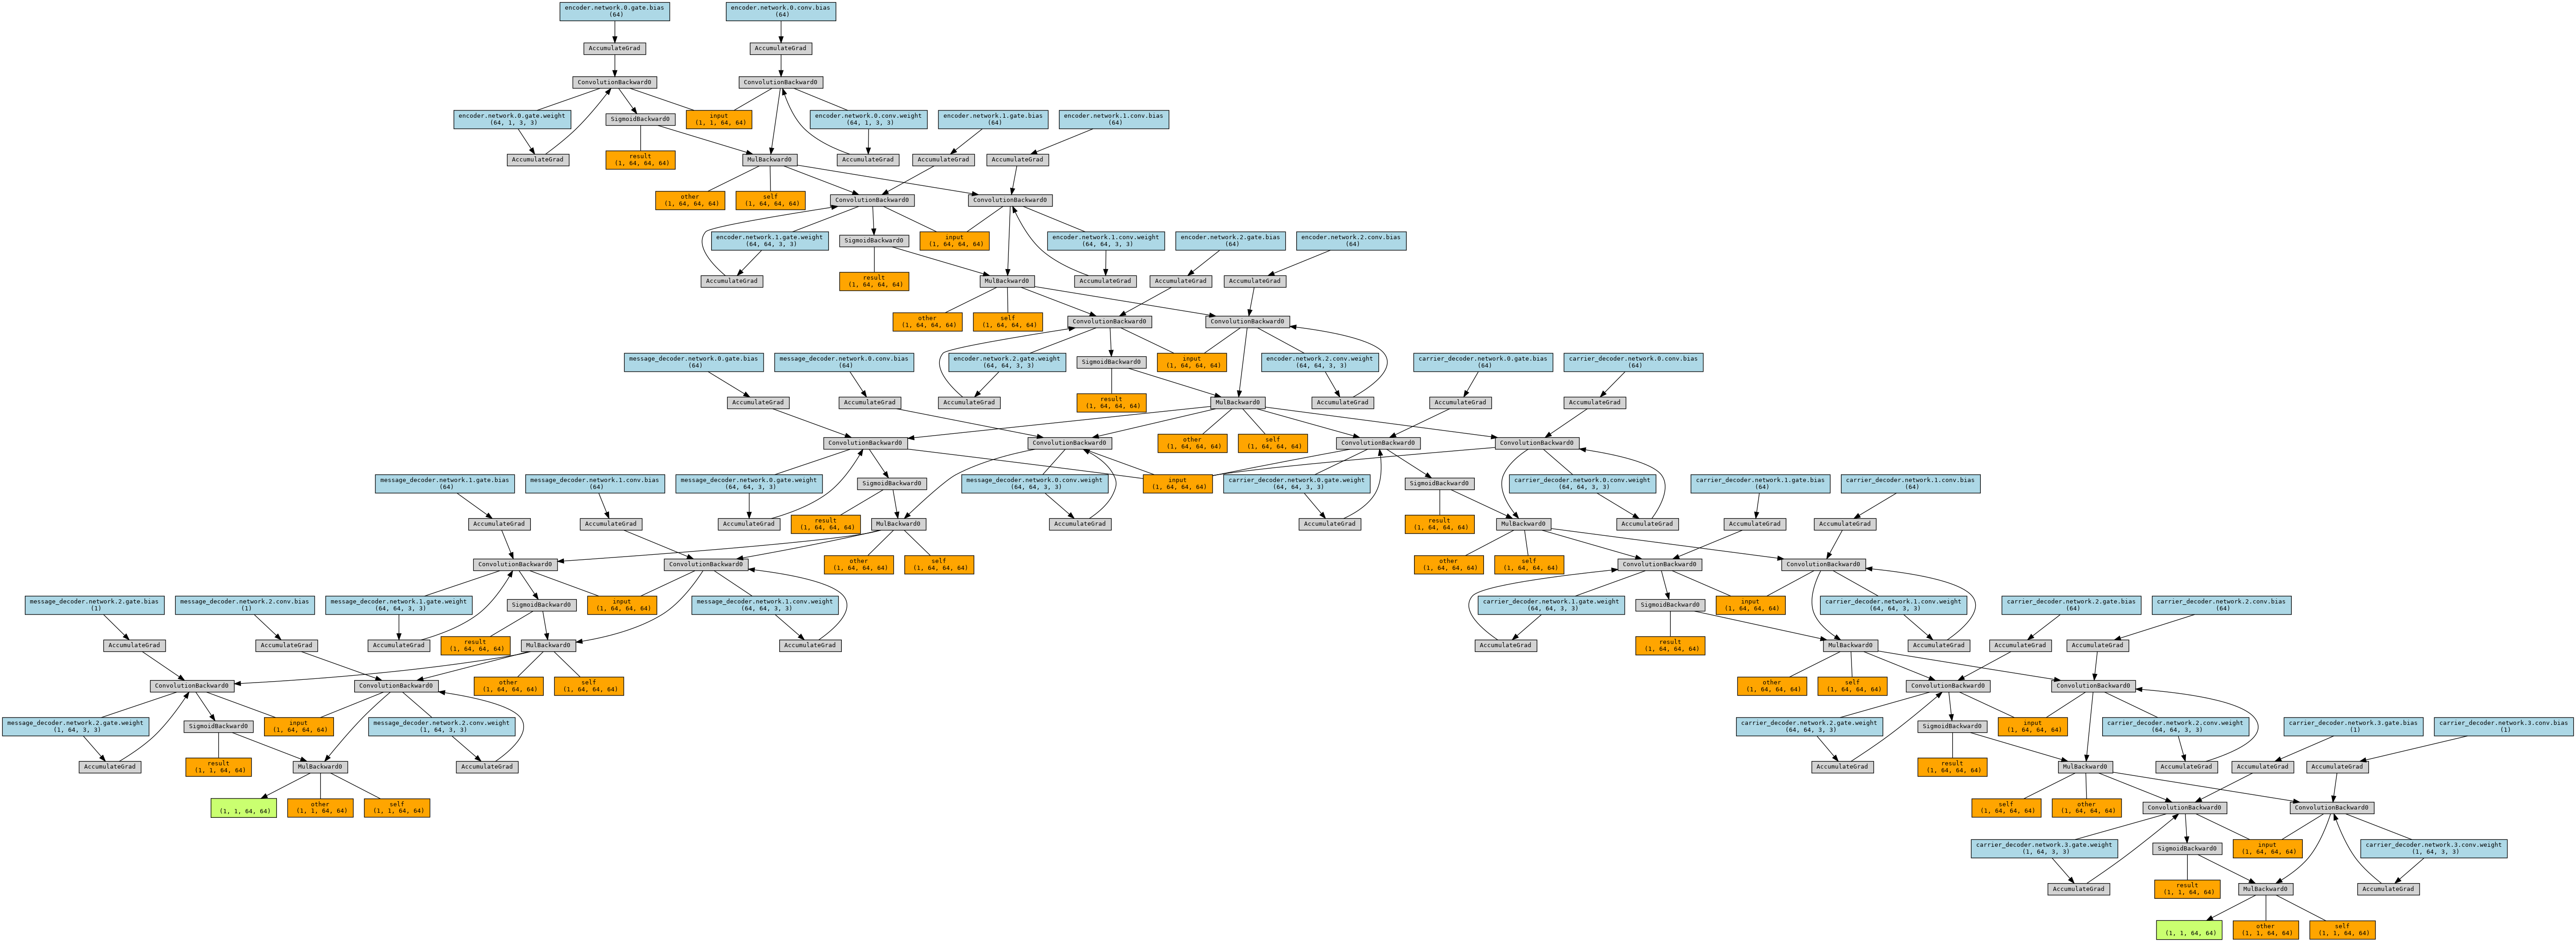 encoder.network.0.gate.bias
(64)
encoder.network.0.conv.bias
(64)
AccumulateGrad
AccumulateGrad
ConvolutionBackward0
ConvolutionBackward0
encoder.network.0.gate.weight
(64, 1, 3, 3)
SigmoidBackward0
input
(1, 1, 64, 64)
encoder.network.0.conv.weight
(64, 1, 3, 3)
encoder.network.1.gate.bias
(64)
encoder.network.1.conv.bias
(64)
AccumulateGrad
result
(1, 64, 64, 64)
MulBackward0
AccumulateGrad
AccumulateGrad
AccumulateGrad
other
(1, 64, 64, 64)
self
(1, 64, 64, 64)
ConvolutionBackward0
ConvolutionBackward0
encoder.network.1.gate.weight
(64, 64, 3, 3)
SigmoidBackward0
input
(1, 64, 64, 64)
encoder.network.1.conv.weight
(64, 64, 3, 3)
encoder.network.2.gate.bias
(64)
encoder.network.2.conv.bias
(64)
AccumulateGrad
result
(1, 64, 64, 64)
MulBackward0
AccumulateGrad
AccumulateGrad
AccumulateGrad
other
(1, 64, 64, 64)
self
(1, 64, 64, 64)
ConvolutionBackward0
ConvolutionBackward0
message_decoder.network.0.gate.bias
(64)
message_decoder.network.0.conv.bias
(64)
encoder.network.2.gate.weight
(64, 64, 3, 3)
SigmoidBackward0
input
(1, 64, 64, 64)
encoder.network.2.conv.weight
(64, 64, 3, 3)
carrier_decoder.network.0.gate.bias
(64)
carrier_decoder.network.0.conv.bias
(64)
AccumulateGrad
AccumulateGrad
AccumulateGrad
result
(1, 64, 64, 64)
MulBackward0
AccumulateGrad
AccumulateGrad
AccumulateGrad
ConvolutionBackward0
ConvolutionBackward0
other
(1, 64, 64, 64)
self
(1, 64, 64, 64)
ConvolutionBackward0
ConvolutionBackward0
message_decoder.network.1.gate.bias
(64)
message_decoder.network.1.conv.bias
(64)
message_decoder.network.0.gate.weight
(64, 64, 3, 3)
SigmoidBackward0
message_decoder.network.0.conv.weight
(64, 64, 3, 3)
input
(1, 64, 64, 64)
carrier_decoder.network.0.gate.weight
(64, 64, 3, 3)
SigmoidBackward0
carrier_decoder.network.0.conv.weight
(64, 64, 3, 3)
carrier_decoder.network.1.gate.bias
(64)
carrier_decoder.network.1.conv.bias
(64)
AccumulateGrad
AccumulateGrad
AccumulateGrad
result
(1, 64, 64, 64)
MulBackward0
AccumulateGrad
AccumulateGrad
result
(1, 64, 64, 64)
MulBackward0
AccumulateGrad
AccumulateGrad
AccumulateGrad
ConvolutionBackward0
ConvolutionBackward0
other
(1, 64, 64, 64)
self
(1, 64, 64, 64)
other
(1, 64, 64, 64)
self
(1, 64, 64, 64)
ConvolutionBackward0
ConvolutionBackward0
message_decoder.network.2.gate.bias
(1)
message_decoder.network.2.conv.bias
(1)
message_decoder.network.1.gate.weight
(64, 64, 3, 3)
SigmoidBackward0
input
(1, 64, 64, 64)
message_decoder.network.1.conv.weight
(64, 64, 3, 3)
carrier_decoder.network.1.gate.weight
(64, 64, 3, 3)
SigmoidBackward0
input
(1, 64, 64, 64)
carrier_decoder.network.1.conv.weight
(64, 64, 3, 3)
carrier_decoder.network.2.gate.bias
(64)
carrier_decoder.network.2.conv.bias
(64)
AccumulateGrad
AccumulateGrad
AccumulateGrad
result
(1, 64, 64, 64)
MulBackward0
AccumulateGrad
AccumulateGrad
result
(1, 64, 64, 64)
MulBackward0
AccumulateGrad
AccumulateGrad
AccumulateGrad
ConvolutionBackward0
ConvolutionBackward0
other
(1, 64, 64, 64)
self
(1, 64, 64, 64)
other
(1, 64, 64, 64)
self
(1, 64, 64, 64)
ConvolutionBackward0
ConvolutionBackward0
message_decoder.network.2.gate.weight
(1, 64, 3, 3)
SigmoidBackward0
input
(1, 64, 64, 64)
message_decoder.network.2.conv.weight
(1, 64, 3, 3)
carrier_decoder.network.2.gate.weight
(64, 64, 3, 3)
SigmoidBackward0
input
(1, 64, 64, 64)
carrier_decoder.network.2.conv.weight
(64, 64, 3, 3)
carrier_decoder.network.3.gate.bias
(1)
carrier_decoder.network.3.conv.bias
(1)
AccumulateGrad
result
(1, 1, 64, 64)
MulBackward0
AccumulateGrad
AccumulateGrad
result
(1, 64, 64, 64)
MulBackward0
AccumulateGrad
AccumulateGrad
AccumulateGrad
(1, 1, 64, 64)
other
(1, 1, 64, 64)
self
(1, 1, 64, 64)
self
(1, 64, 64, 64)
other
(1, 64, 64, 64)
ConvolutionBackward0
ConvolutionBackward0
carrier_decoder.network.3.gate.weight
(1, 64, 3, 3)
SigmoidBackward0
input
(1, 64, 64, 64)
carrier_decoder.network.3.conv.weight
(1, 64, 3, 3)
AccumulateGrad
result
(1, 1, 64, 64)
MulBackward0
AccumulateGrad
(1, 1, 64, 64)
other
(1, 1, 64, 64)
self
(1, 1, 64, 64)